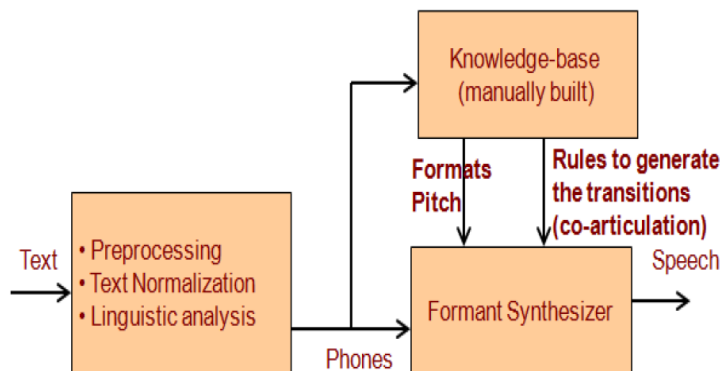 Knowledge-base
(manually built)
Formats
Pitch
Rules to generate
the transitions
(co-articulation)
Text
• Preprocessing
• Text Normalization
• Linguistic analysis
Phones
Formant Synthesizer
Speech